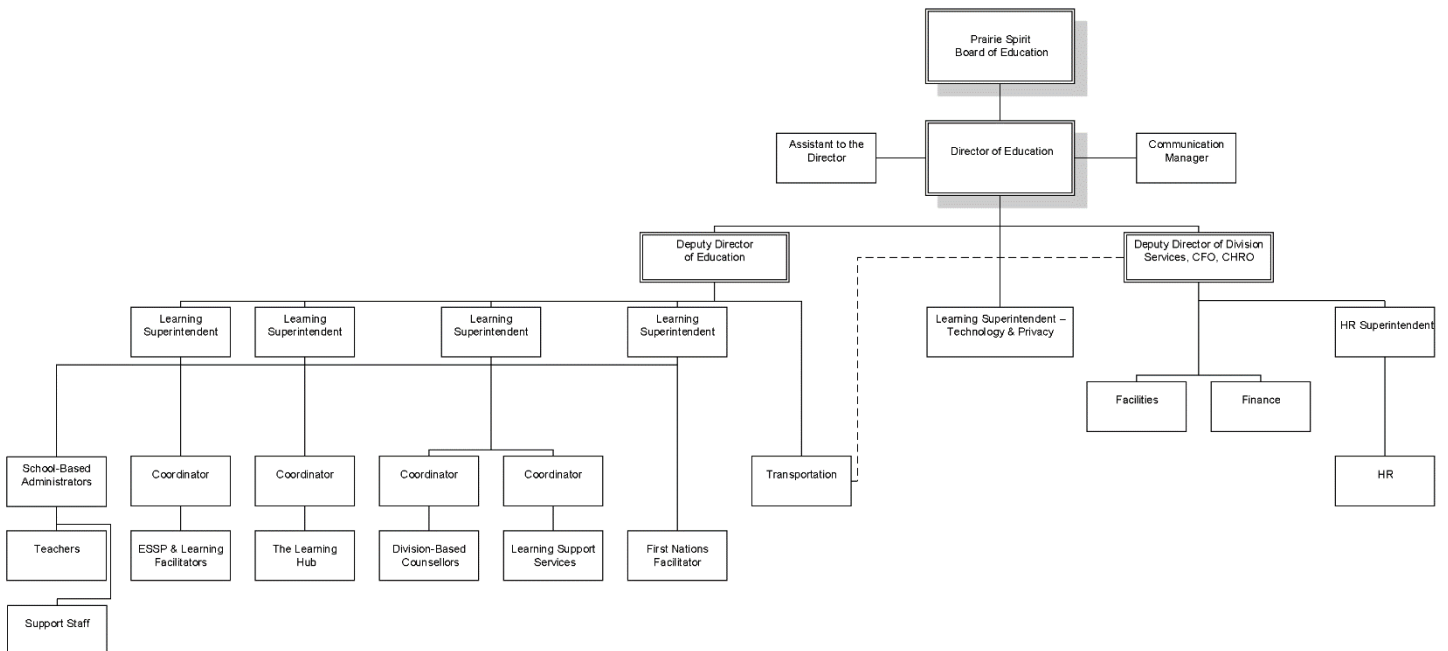 Prairie Spirit
Board of Education
Assistant to the
Director
Director of Education
Communication
Manager
Deputy Director
of Education
Deputy Director of Division
Services, CFO, CHRO
Learning
Superintendent
Learning
Superintendent
Learning
Superintendent
Learning
Superintendent
Learning Superintendent –
Technology & Privacy
HR Superintendent
Facilities
Finance
School-Based
Administrators
Coordinator
Coordinator
Coordinator
Coordinator
Transportation
HR
Teachers
ESSP & Learning
Facilitators
The Learning
Hub
Division-Based
Counsellors
Learning Support
Services
First Nations
Facilitator
Support Staff